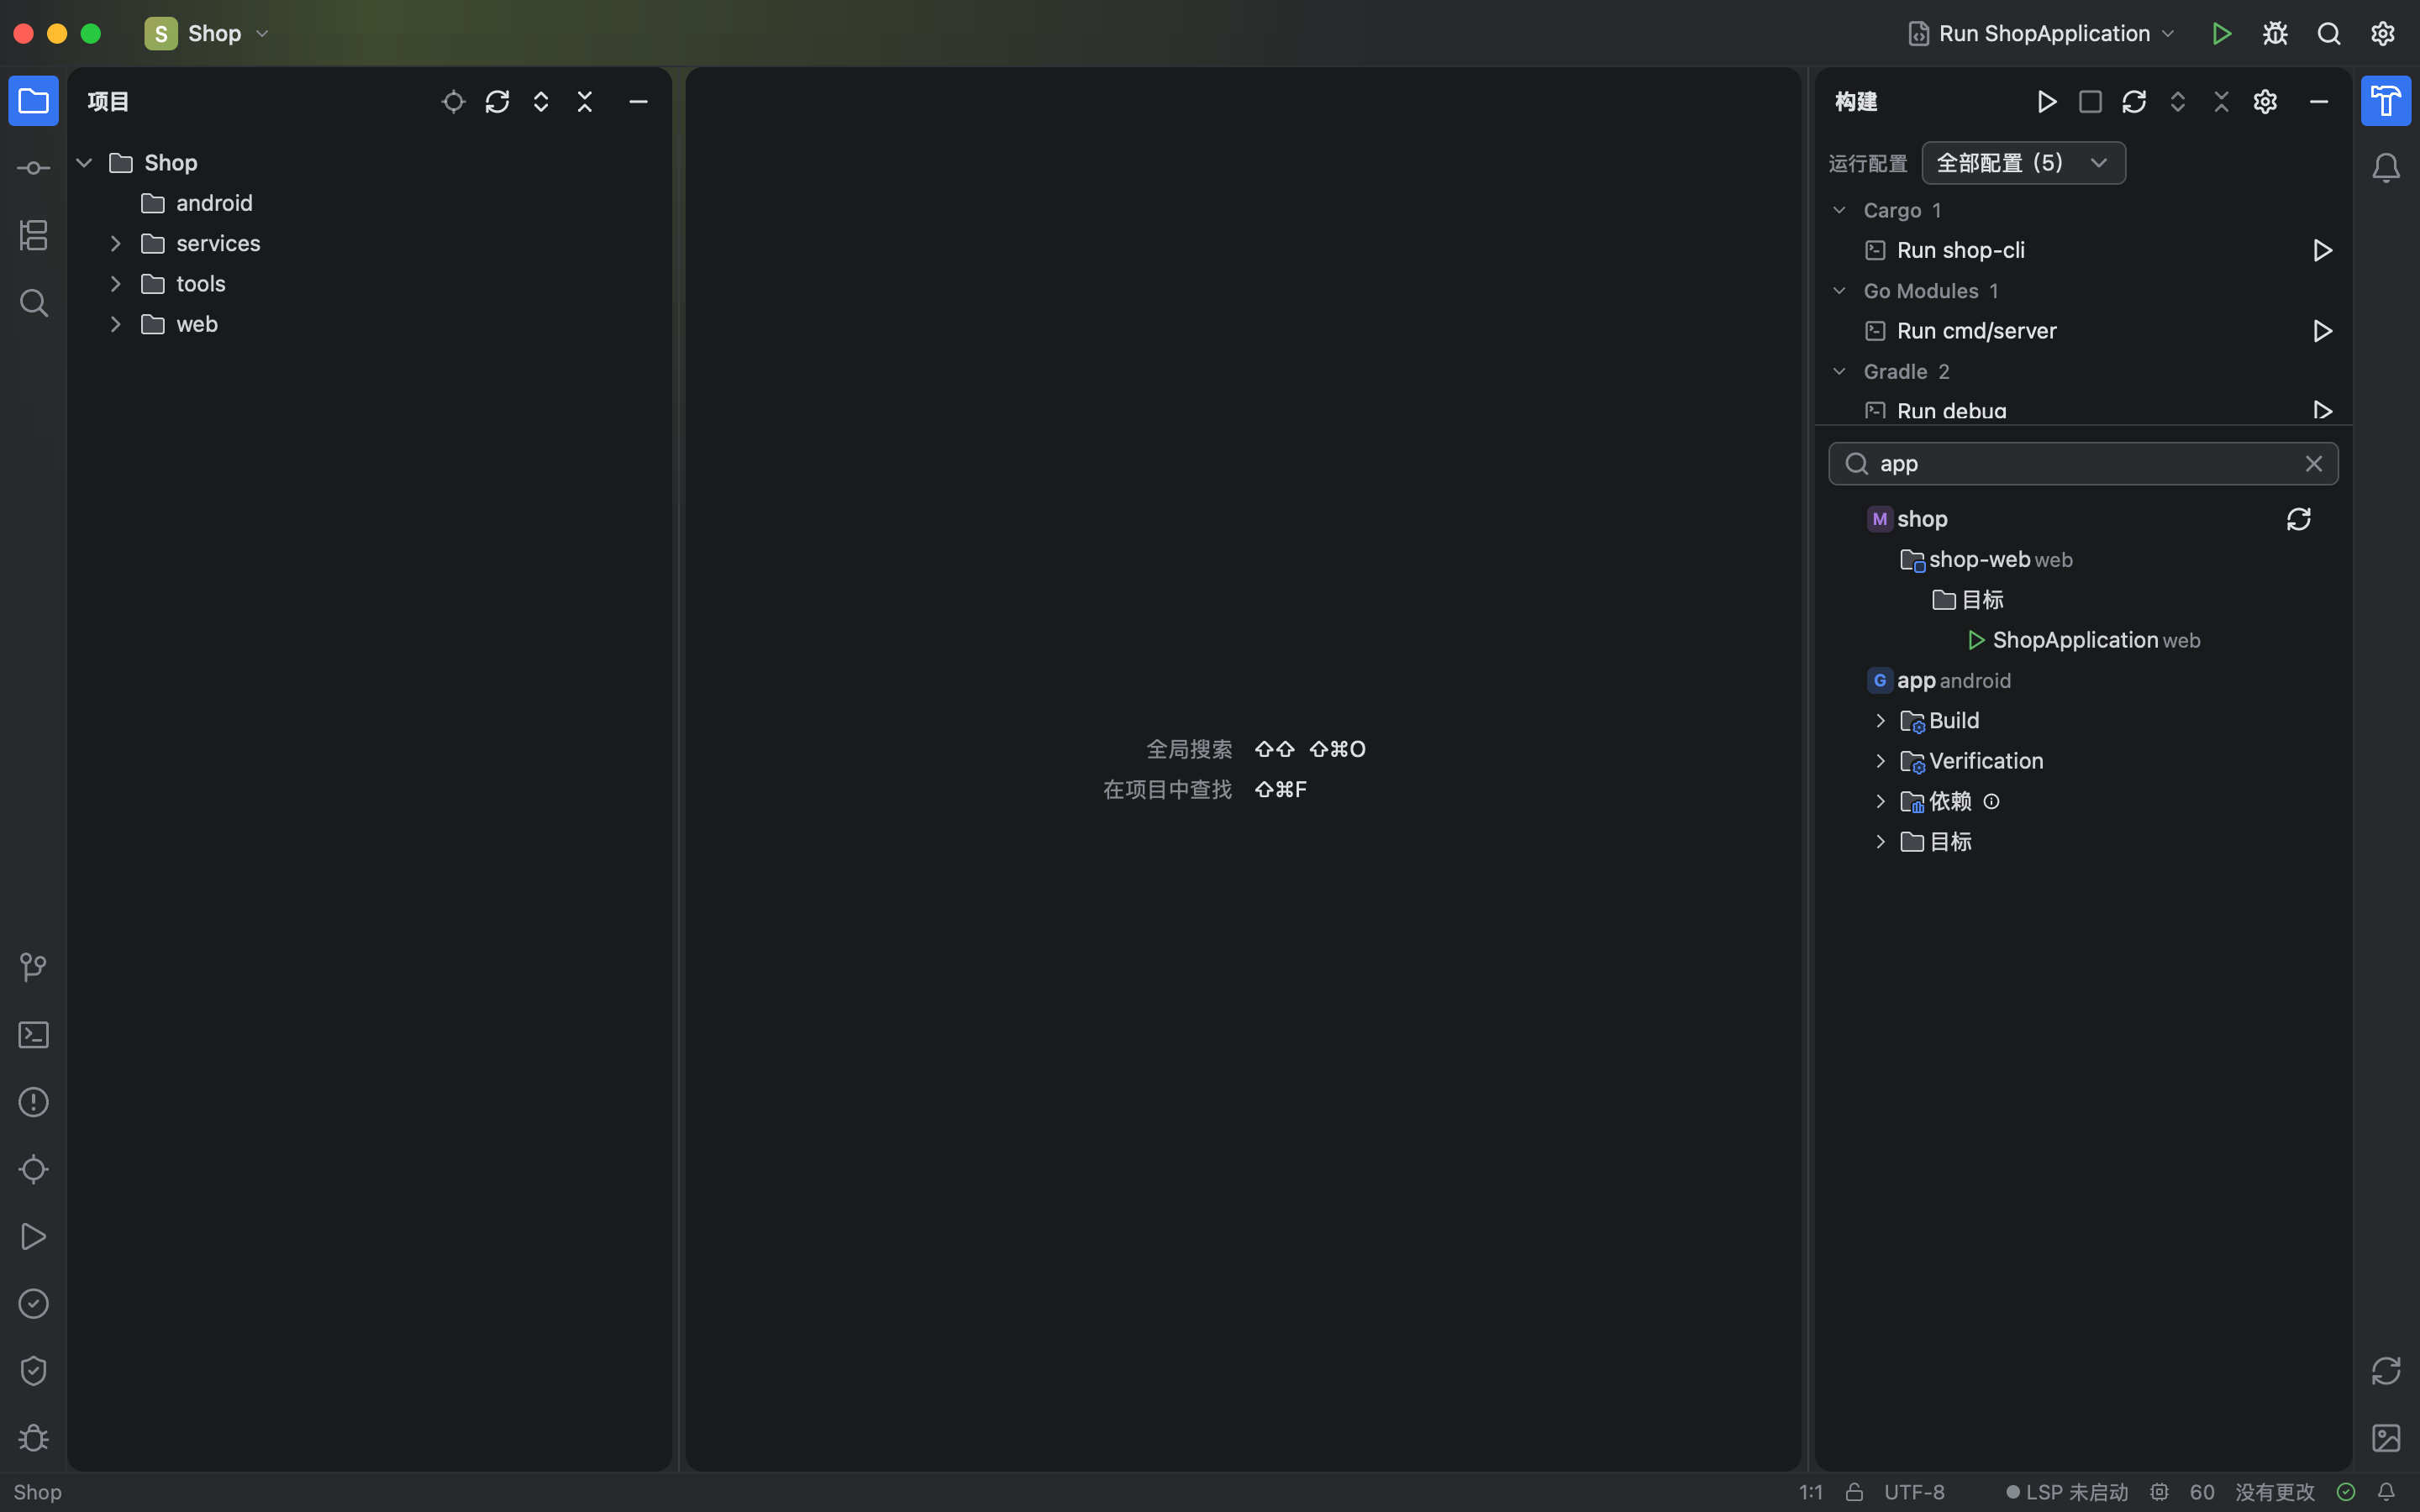 S Shop
Run ShopApplication
项目
Shop
android
services
tools
web
全局搜索 ⇧⇧ ⇧⌘O
在项目中查找 ⇧⌘F
构建
运行配置 全部配置 (5)
Cargo 1
Run shop-cli
Go Modules 1
Run cmd/server
Gradle 2
Run debug
app
M shop
shop-web web
目标
ShopApplication web
G app android
Build
Verification
依赖
目标
Shop
1:1 UTF-8 LSP 未启动 60 没有更改